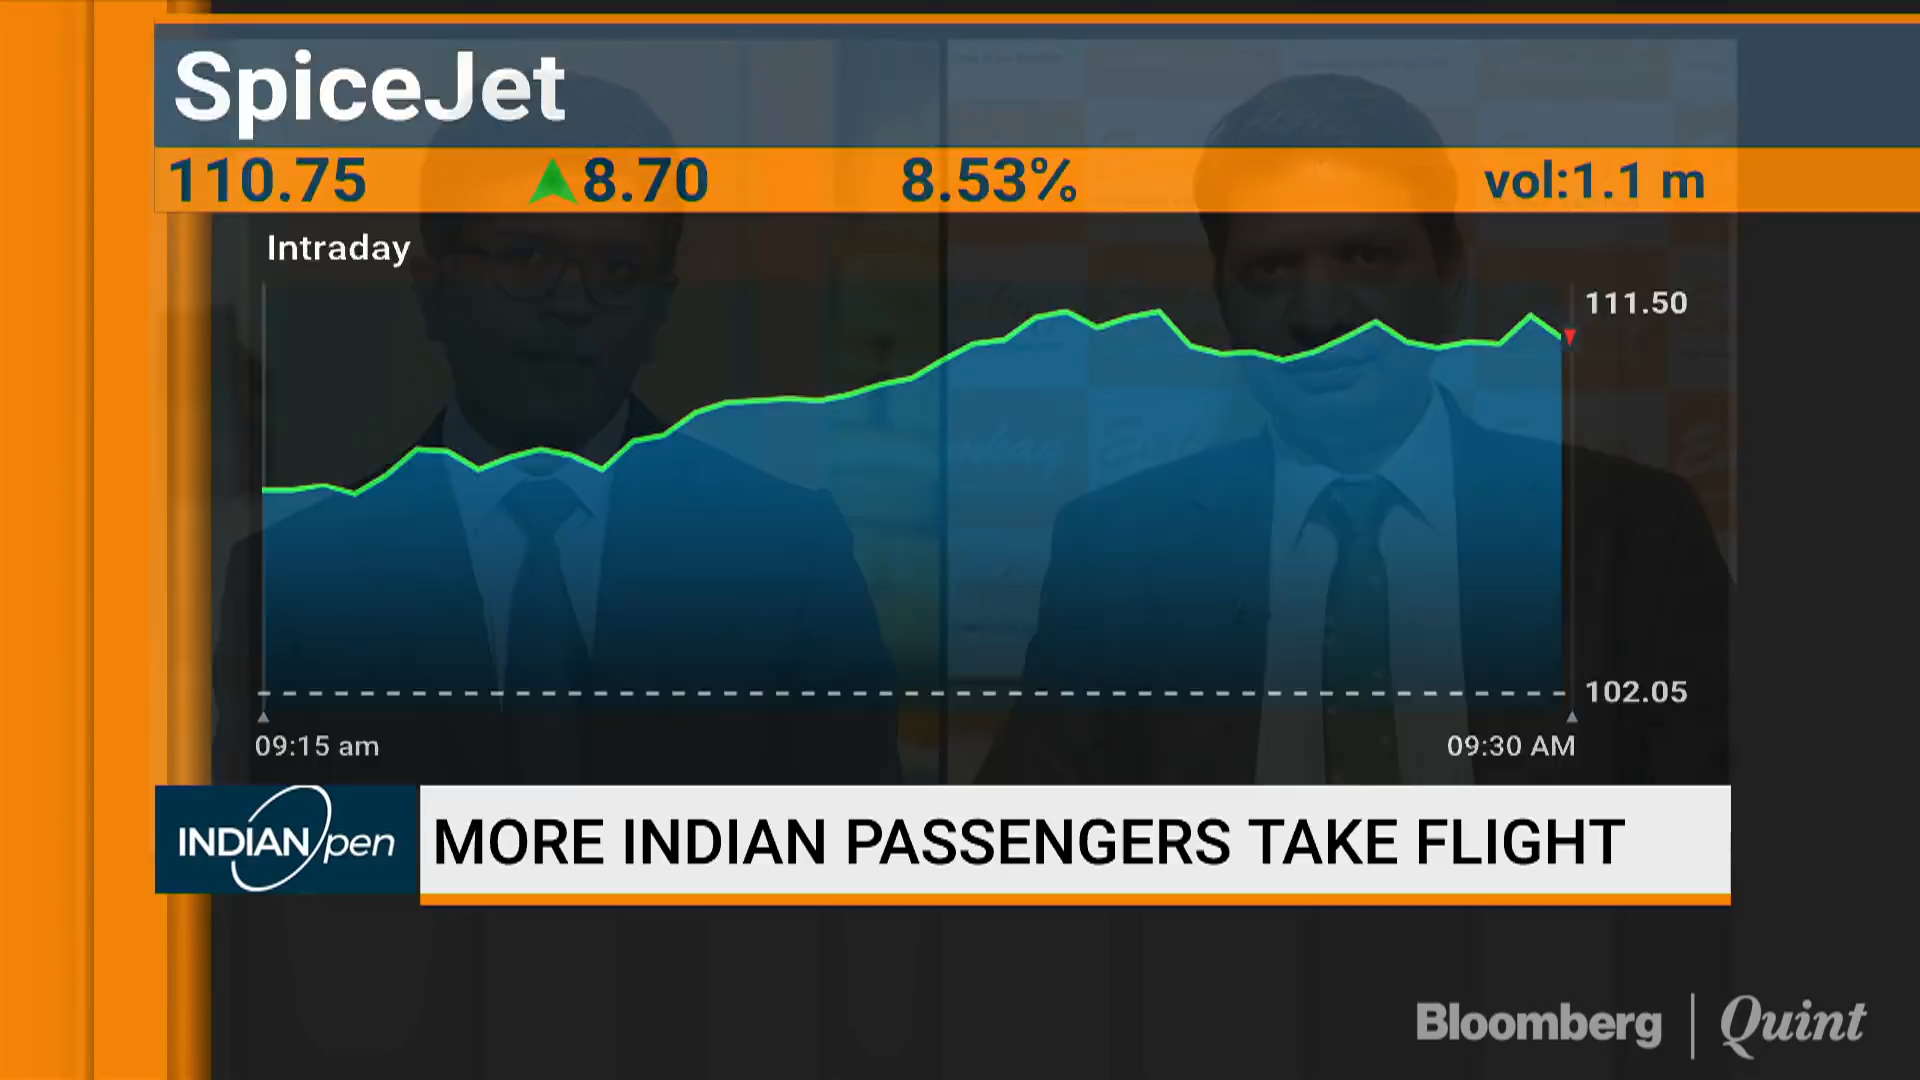 SpiceJet
110.75 8.70 8.53% vol:1.1 m
Intraday
111.50
102.05
09:15 am
09:30 AM
INDIAN Open
MORE INDIAN PASSENGERS TAKE FLIGHT
Bloomberg | Quint